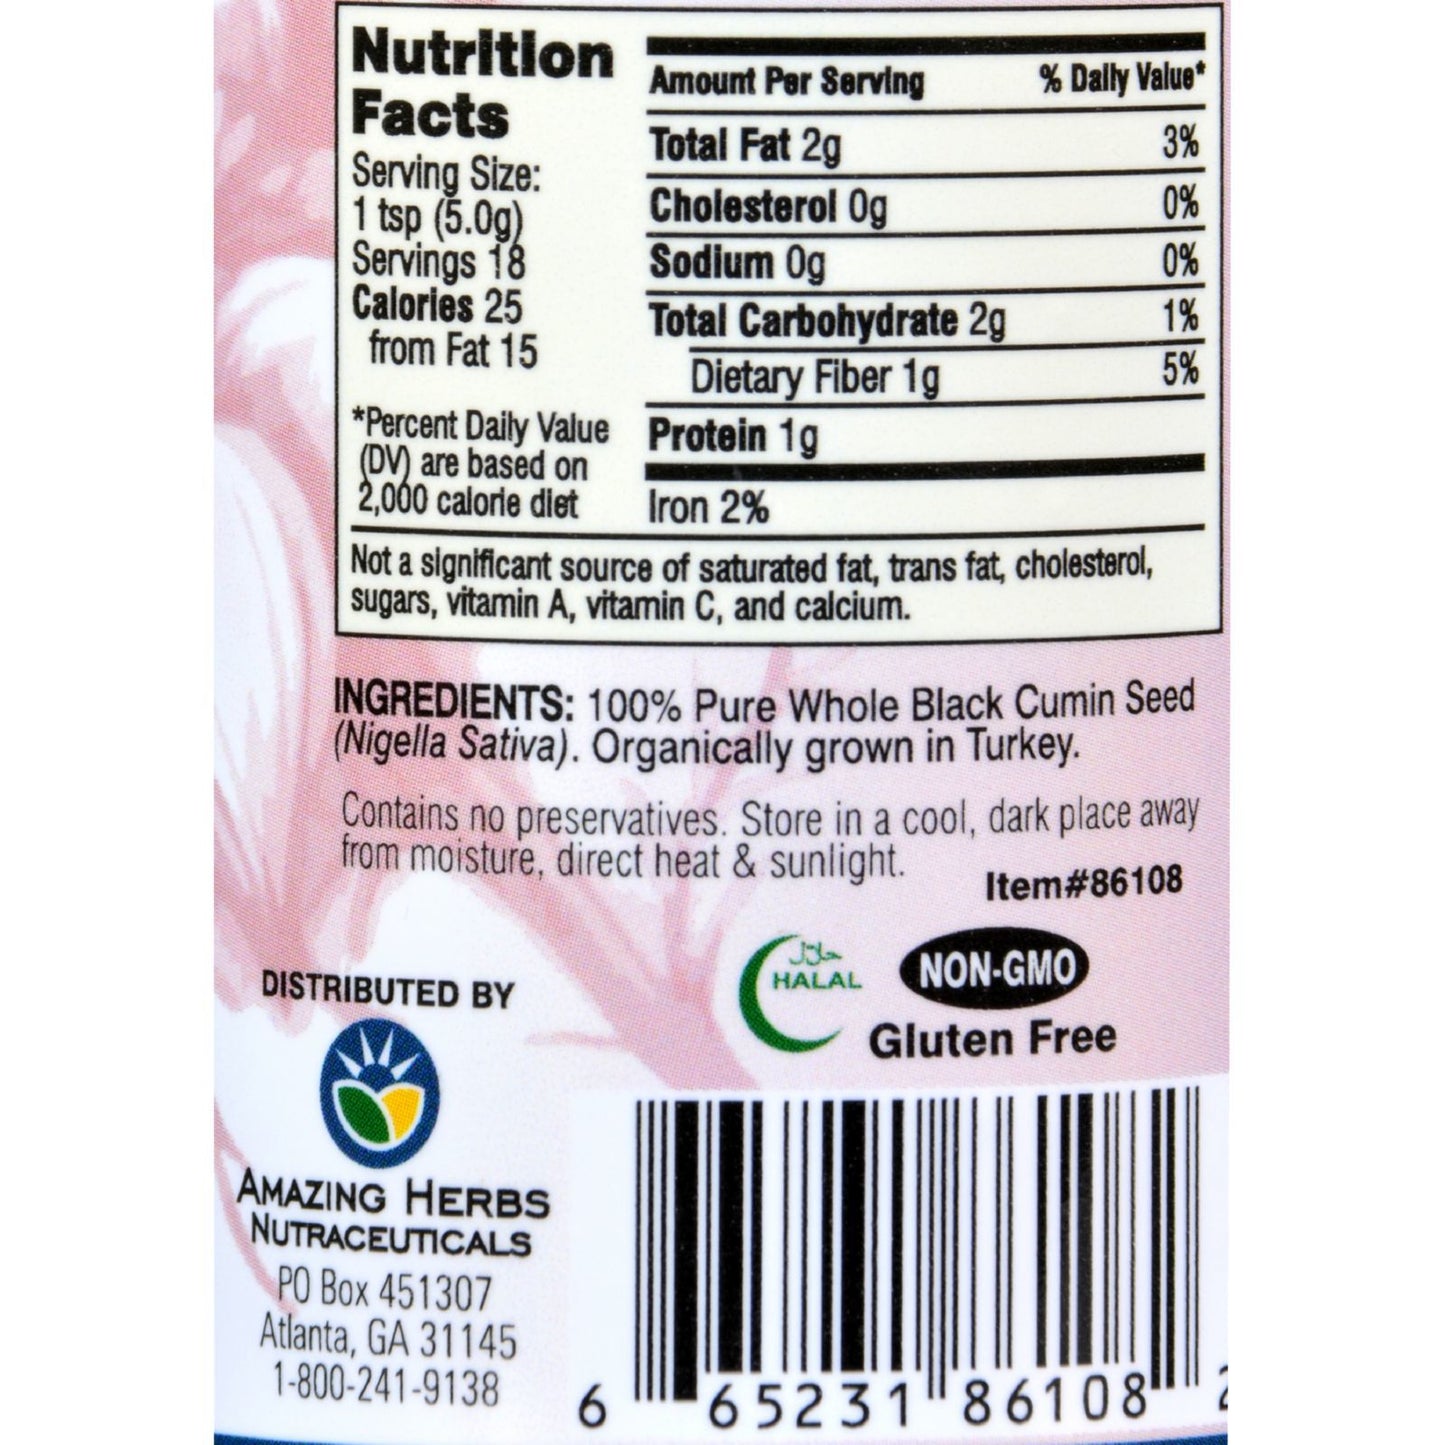 Nutrition
Facts
Serving Size:
1 tsp (5.0g)
Servings 18
Calories 25
from Fat 15
*Percent Daily Value
(DV) are based on
2,000 calorie diet
Amount Per Serving % Daily Value*
Total Fat 2g 3%
Cholesterol 0g 0%
Sodium 0g 0%
Total Carbohydrate 2g 1%
Dietary Fiber 1g 5%
Protein 1g
Iron 2%
Not a significant source of saturated fat, trans fat, cholesterol,
sugars, vitamin A, vitamin C, and calcium.
INGREDIENTS: 100% Pure Whole Black Cumin Seed
(Nigella Sativa). Organically grown in Turkey.
Contains no preservatives. Store in a cool, dark place away
from moisture, direct heat & sunlight.
Item#86108
حلال
HALAL
NON-GMO
Gluten Free
DISTRIBUTED BY
AMAZING HERBS
NUTRACEUTICALS
PO Box 451307
Atlanta, GA 31145
1-800-241-9138
6 65231 86108 2